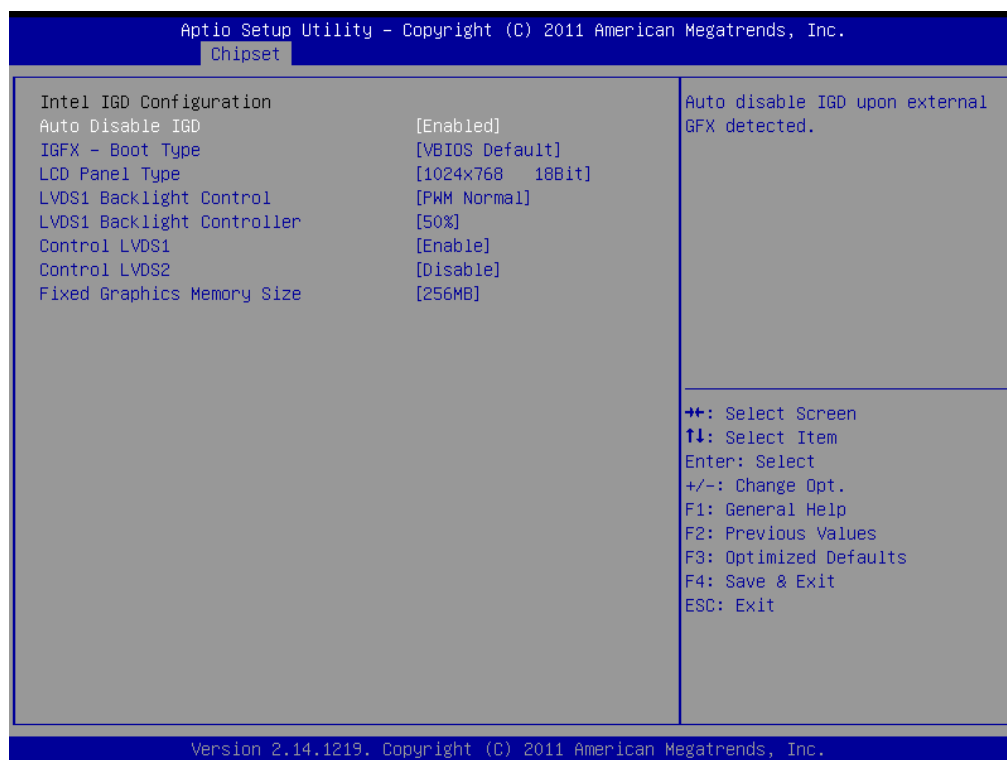 Aptio Setup Utility – Copyright (C) 2011 American Megatrends, Inc.
Chipset
Intel IGD Configuration
Auto Disable IGD [Enabled]
IGFX – Boot Type [VBIOS Default]
LCD Panel Type [1024x768 18Bit]
LVDS1 Backlight Control [PWM Normal]
LVDS1 Backlight Controller [50%]
Control LVDS1 [Enable]
Control LVDS2 [Disable]
Fixed Graphics Memory Size [256MB]
Auto disable IGD upon external
GFX detected.
→←: Select Screen
↑↓: Select Item
Enter: Select
+/-: Change Opt.
F1: General Help
F2: Previous Values
F3: Optimized Defaults
F4: Save & Exit
ESC: Exit
Version 2.14.1219. Copyright (C) 2011 American Megatrends, Inc.